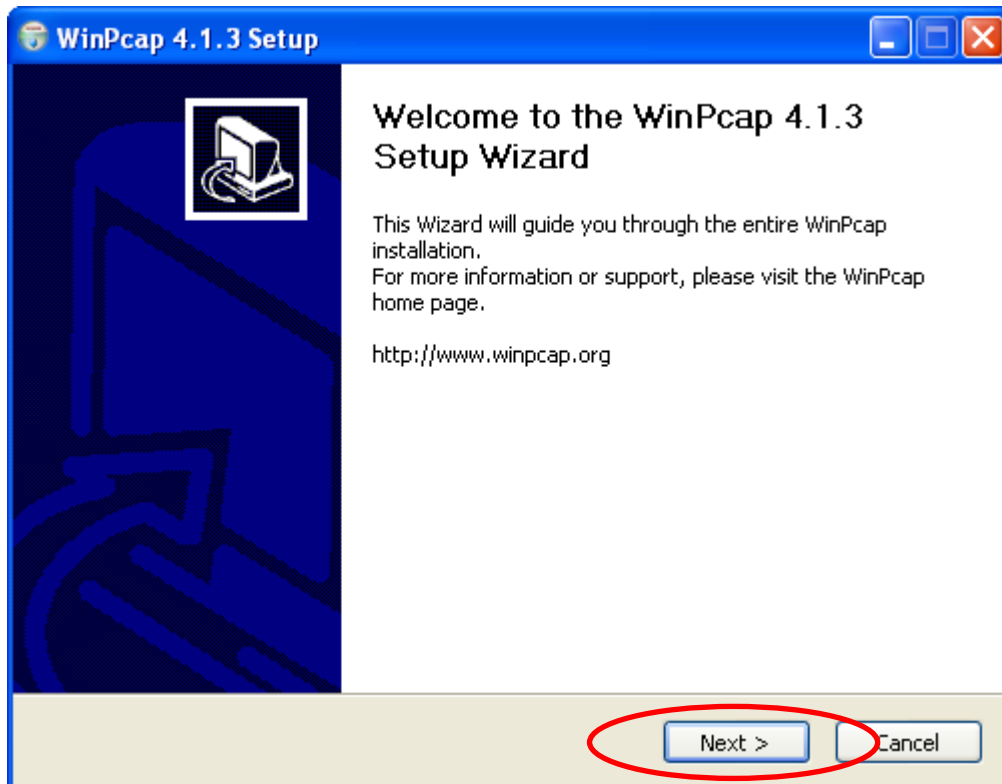 WinPcap 4.1.3 Setup
Welcome to the WinPcap 4.1.3
Setup Wizard
This Wizard will guide you through the entire WinPcap
installation.
For more information or support, please visit the WinPcap
home page.
http://www.winpcap.org
Next >
Cancel